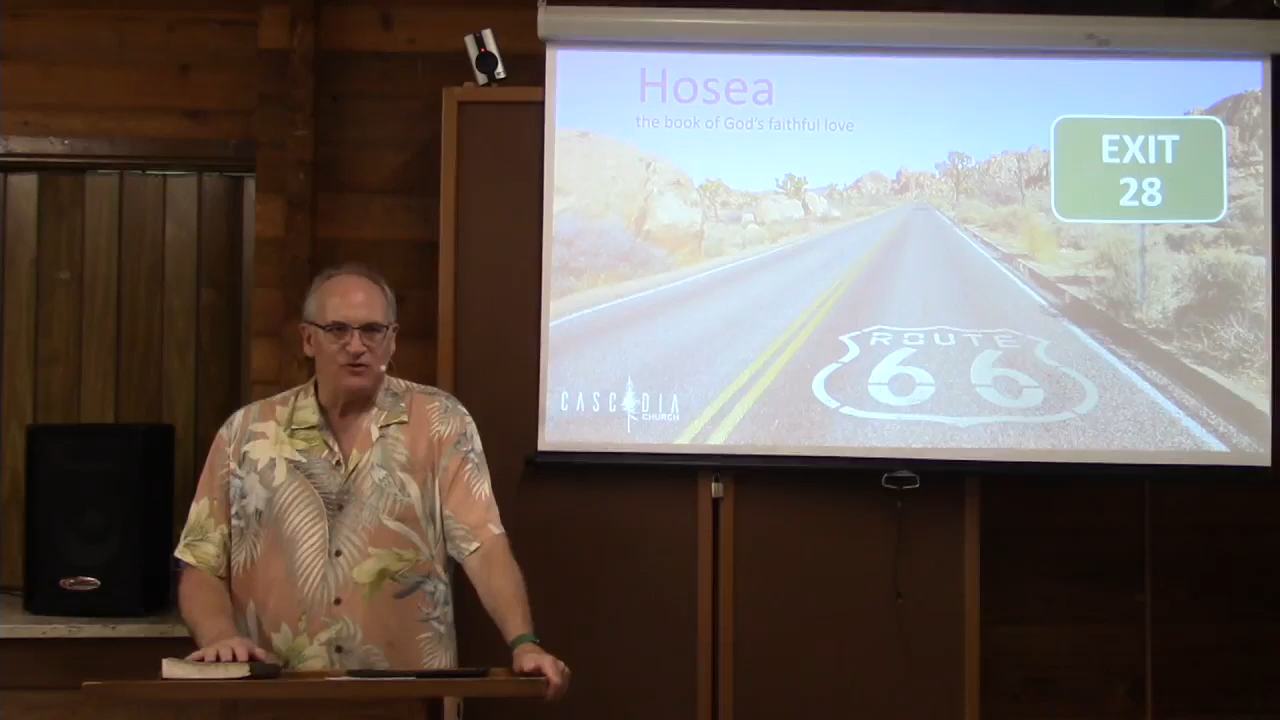 Hosea
the book of God's faithful love
EXIT
28
ROUTE
66
CASCADIA
CHURCH